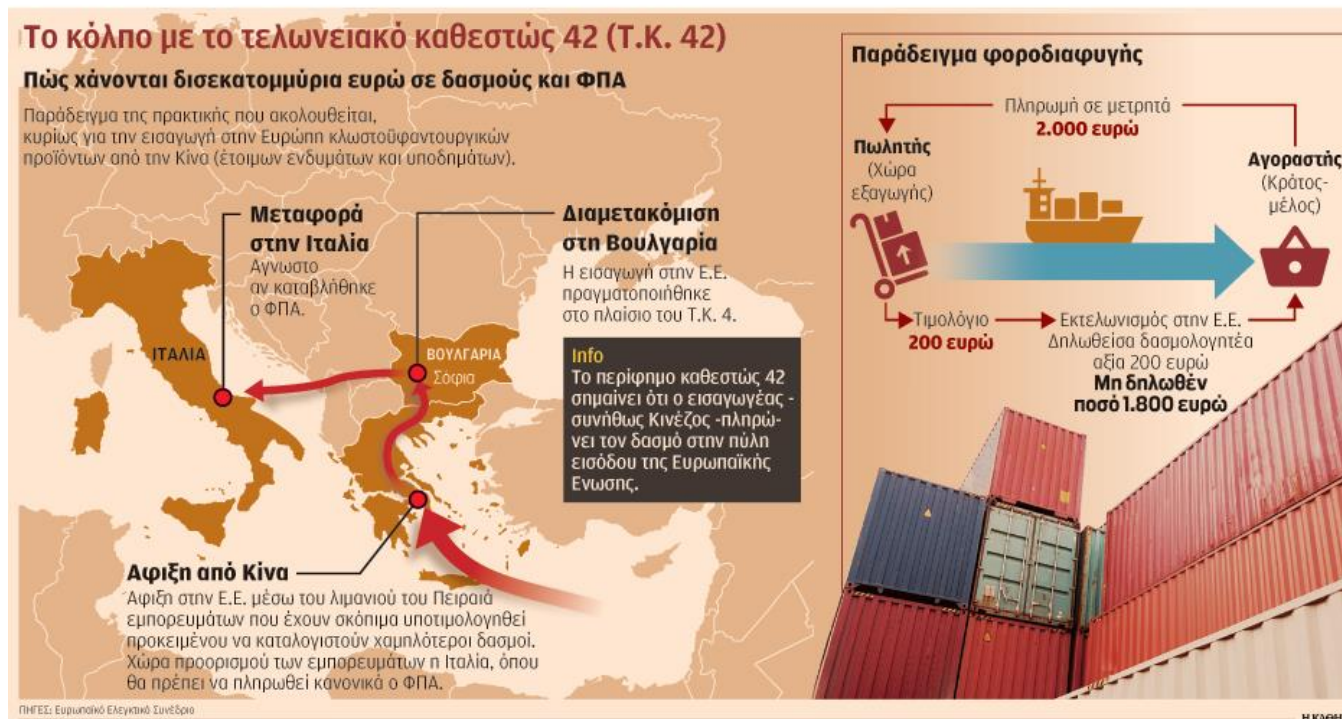 Το κόλπο με το τελωνειακό καθεστώς 42 (Τ.Κ. 42)
Πώς χάνονται δισεκατομμύρια ευρώ σε δασμούς και ΦΠΑ
Παράδειγμα της πρακτικής που ακολουθείται,
κυρίως για την εισαγωγή στην Ευρώπη κλωστοϋφαντουργικών
προϊόντων από την Κίνα (έτοιμων ενδυμάτων και υποδημάτων).
Μεταφορά
στην Ιταλία
Αγνωστο
αν καταβλήθηκε
ο ΦΠΑ.
Διαμετακόμιση
στη Βουλγαρία
Η εισαγωγή στην Ε.Ε.
πραγματοποιήθηκε
στο πλαίσιο του Τ.Κ. 4.
ΙΤΑΛΙΑ
ΒΟΥΛΓΑΡΙΑ
Σόφια
Info
Το περίφημο καθεστώς 42
σημαίνει ότι ο εισαγωγέας -
συνήθως Κινέζος -πληρώ-
νει τον δασμό στην πύλη
εισόδου της Ευρωπαϊκής
Ενωσης.
Αφιξη από Κίνα
Αφιξη στην Ε.Ε. μέσω του λιμανιού του Πειραιά
εμπορευμάτων που έχουν σκόπιμα υποτιμολογηθεί
προκειμένου να καταλογιστούν χαμηλότεροι δασμοί.
Χώρα προορισμού των εμπορευμάτων η Ιταλία, όπου
θα πρέπει να πληρωθεί κανονικά ο ΦΠΑ.
ΠΗΓΕΣ: Ευρωπαϊκό Ελεγκτικό Συνέδριο
Παράδειγμα φοροδιαφυγής
Πληρωμή σε μετρητά
2.000 ευρώ
Πωλητής
(Χώρα
εξαγωγής)
Αγοραστής
(Κράτος-
μέλος)
Τιμολόγιο
200 ευρώ
Εκτελωνισμός στην Ε.Ε.
Δηλωθείσα δασμολογητέα
αξία 200 ευρώ
Μη δηλωθέν
ποσό 1.800 ευρώ